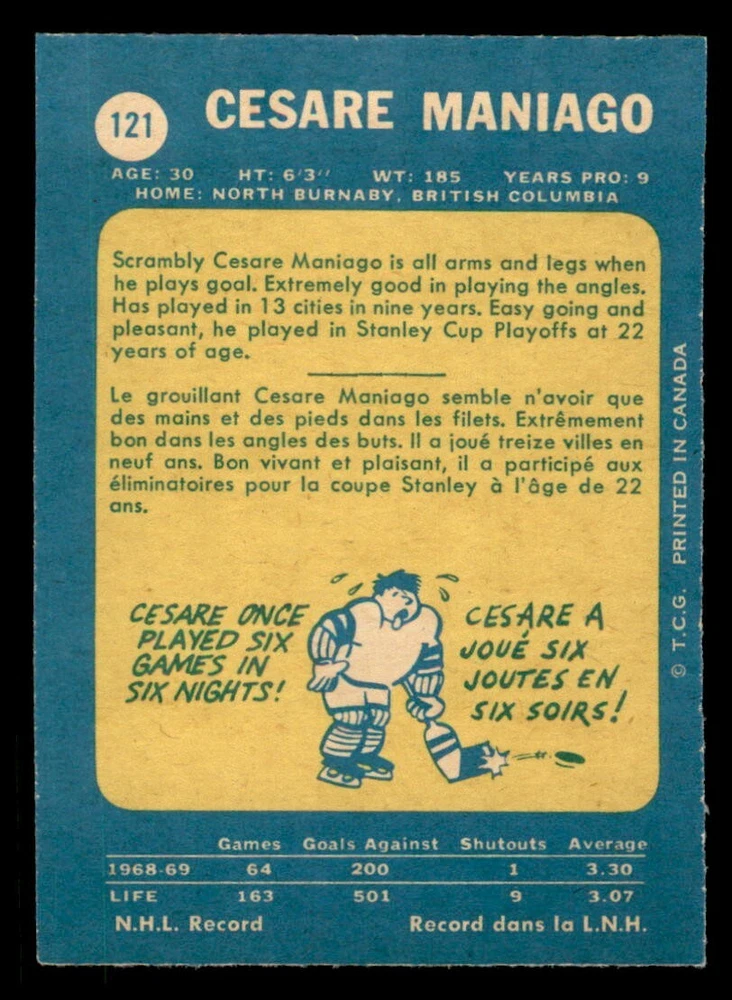 121
CESARE MANIAGO
AGE: 30 HT: 6'3" WT: 185 YEARS PRO: 9
HOME: NORTH BURNABY, BRITISH COLUMBIA
Scrambly Cesare Maniago is all arms and legs when
he plays goal. Extremely good in playing the angles.
Has played in 13 cities in nine years. Easy going and
pleasant, he played in Stanley Cup Playoffs at 22
years of age.
Le grouillant Cesare Maniago semble n'avoir que
des mains et des pieds dans les filets. Extrêmement
bon dans les angles des buts. Il a joué treize villes en
neuf ans. Bon vivant et plaisant, il a participé aux
éliminatoires pour la coupe Stanley à l'âge de 22
ans.
CESARE ONCE
PLAYED SIX
GAMES IN
SIX NIGHTS!
CESARE A
JOUÉ SIX
JOUTES EN
SIX SOIRS!
© T.C.G. PRINTED IN CANADA
Games Goals Against Shutouts Average
1968-69 64 200 1 3.30
LIFE 163 501 9 3.07
N.H.L. Record Record dans la L.N.H.